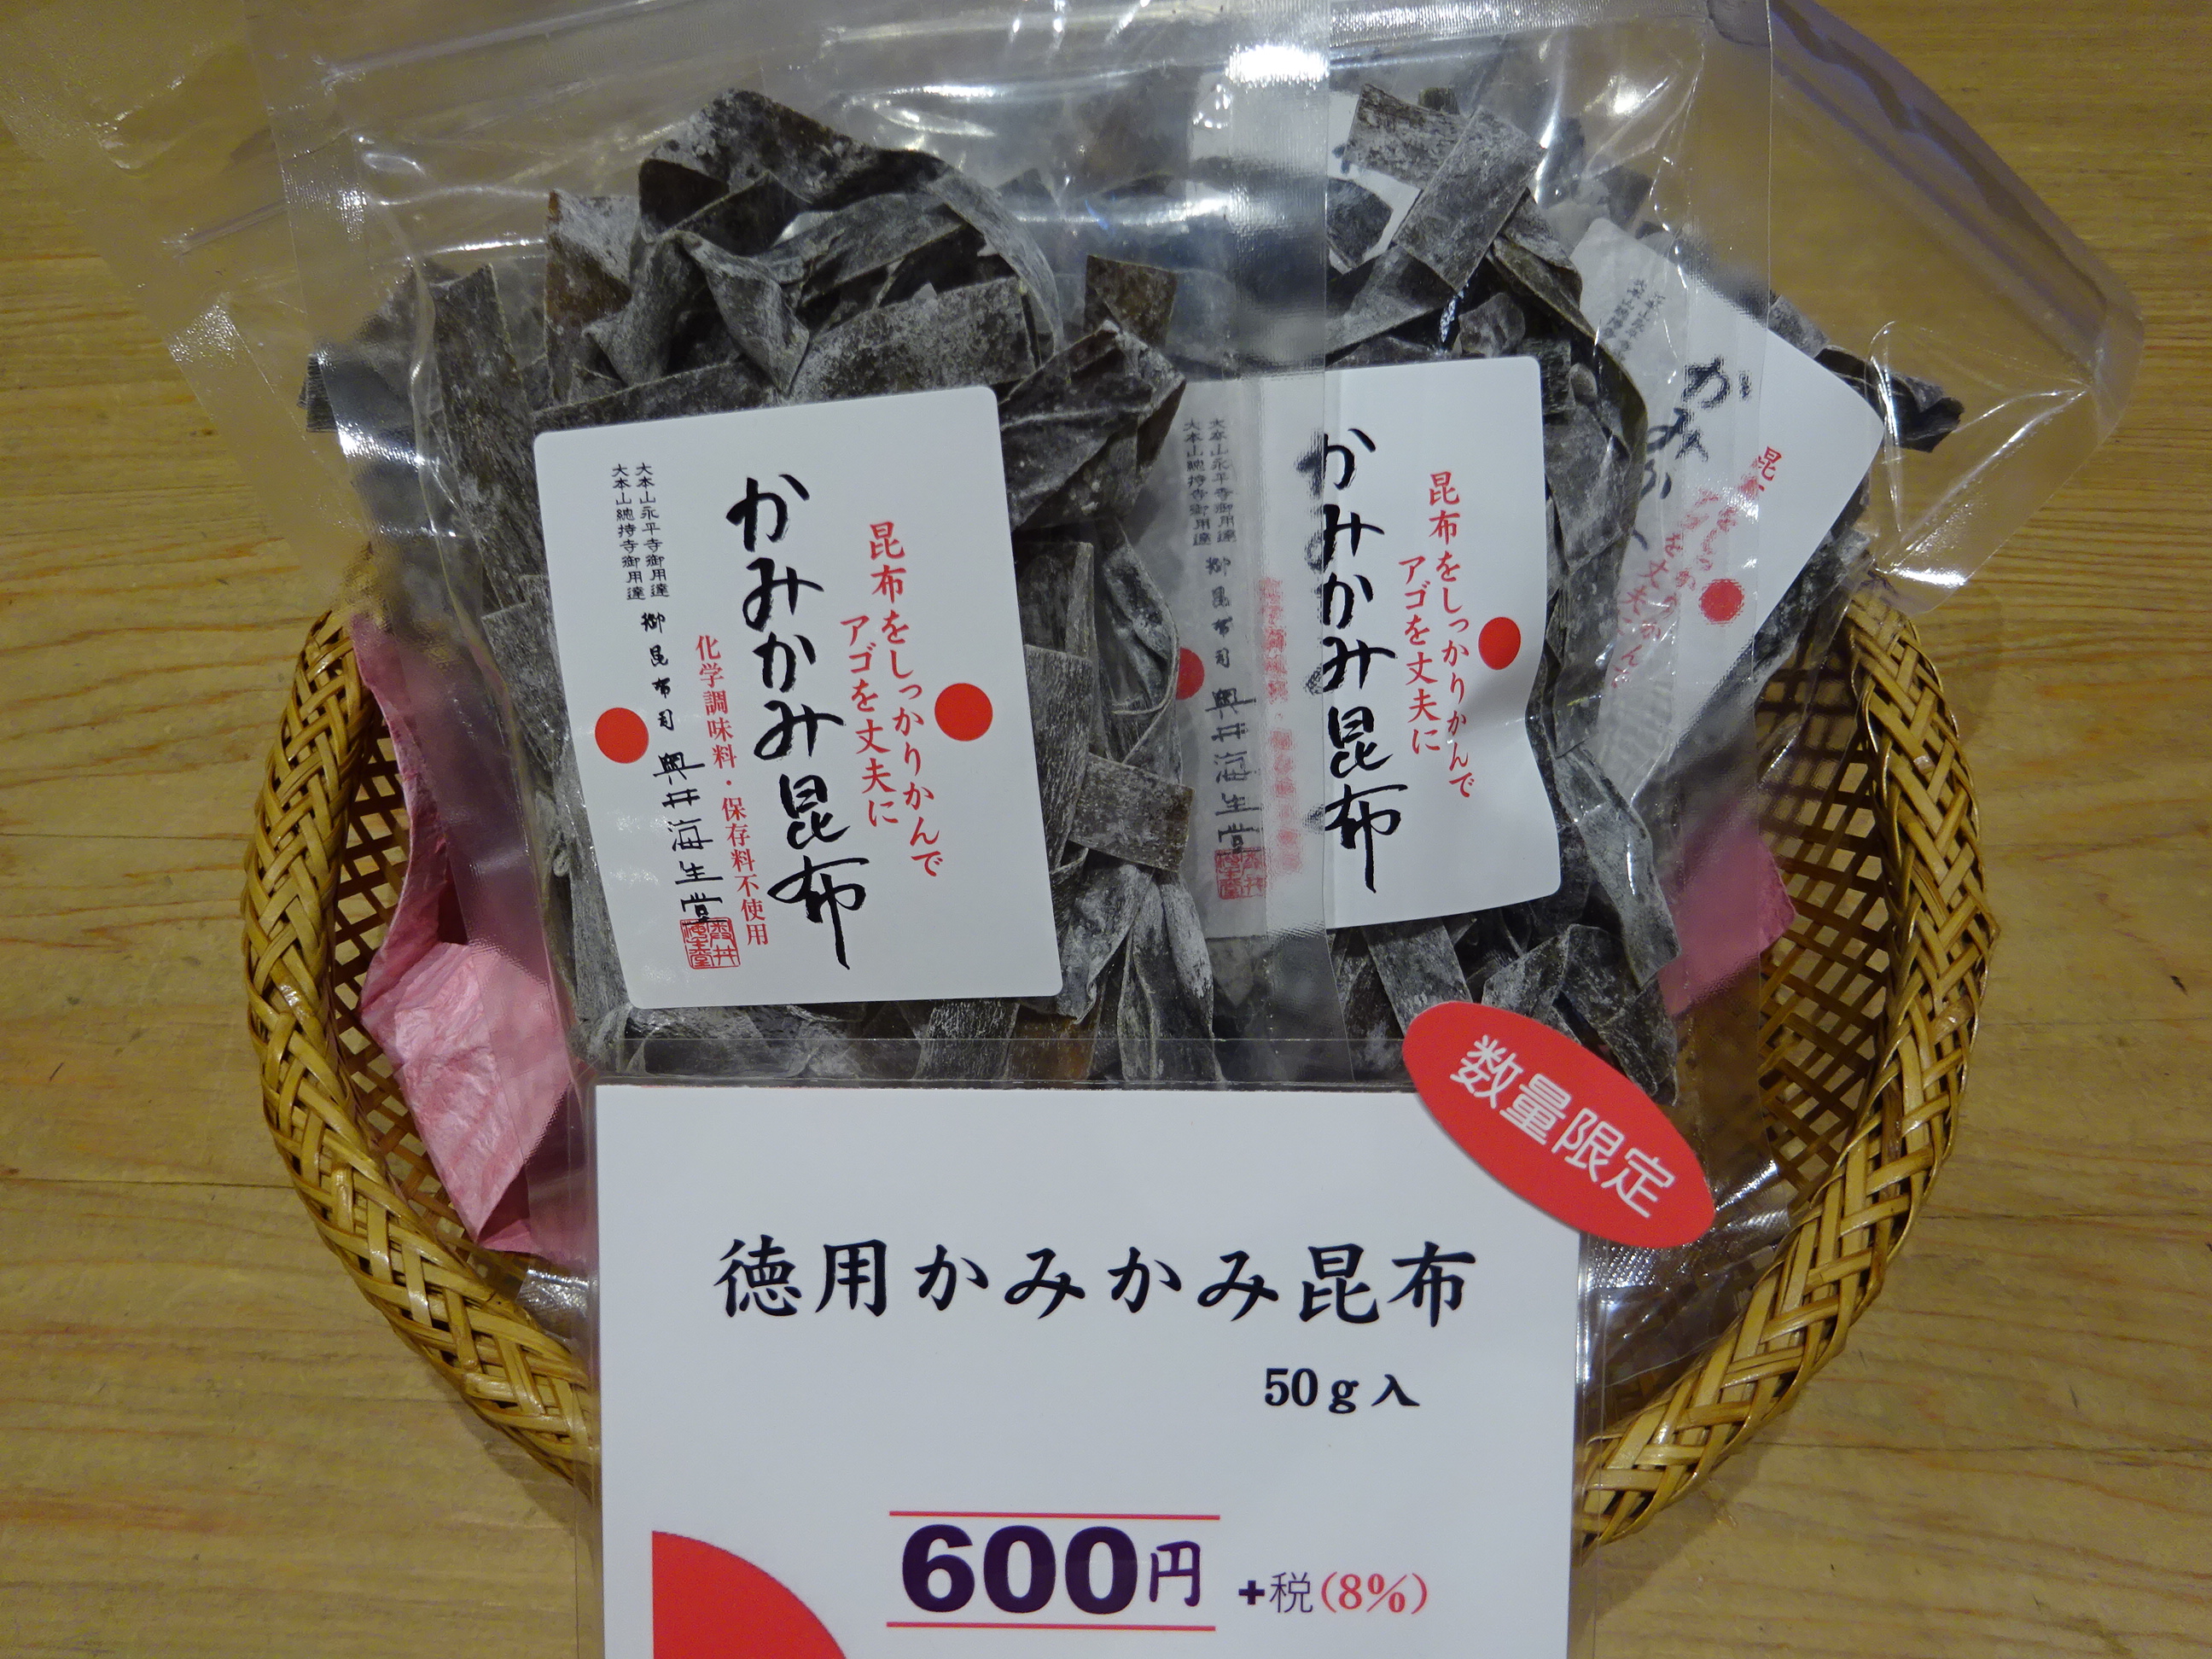 昆布をしっかりかんで
アゴを丈夫に
かみかみ昆布
化学調味料・保存料不使用
大本山永平寺御用達
大本山總持寺御用達
御昆布司 奥井海生堂
昆布をしっかりかんで
アゴを丈夫に
かみかみ昆布
大本山永平寺御用達
大本山總持寺御用達
御昆布司 奥井海生堂
かみか
数量限定
徳用かみかみ昆布
50g入
600円 +税(8%)